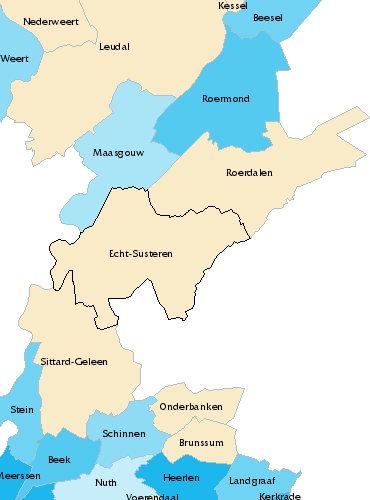 Kessel
Beesel
Nederweert
Leudal
Weert
Roermond
Maasgouw
Roerdalen
Echt-Susteren
Sittard-Geleen
Stein
Onderbanken
Schinnen
Brunssum
Beek
Meerssen
Nuth
Heerlen
Landgraaf
Voerendaal
Kerkrade